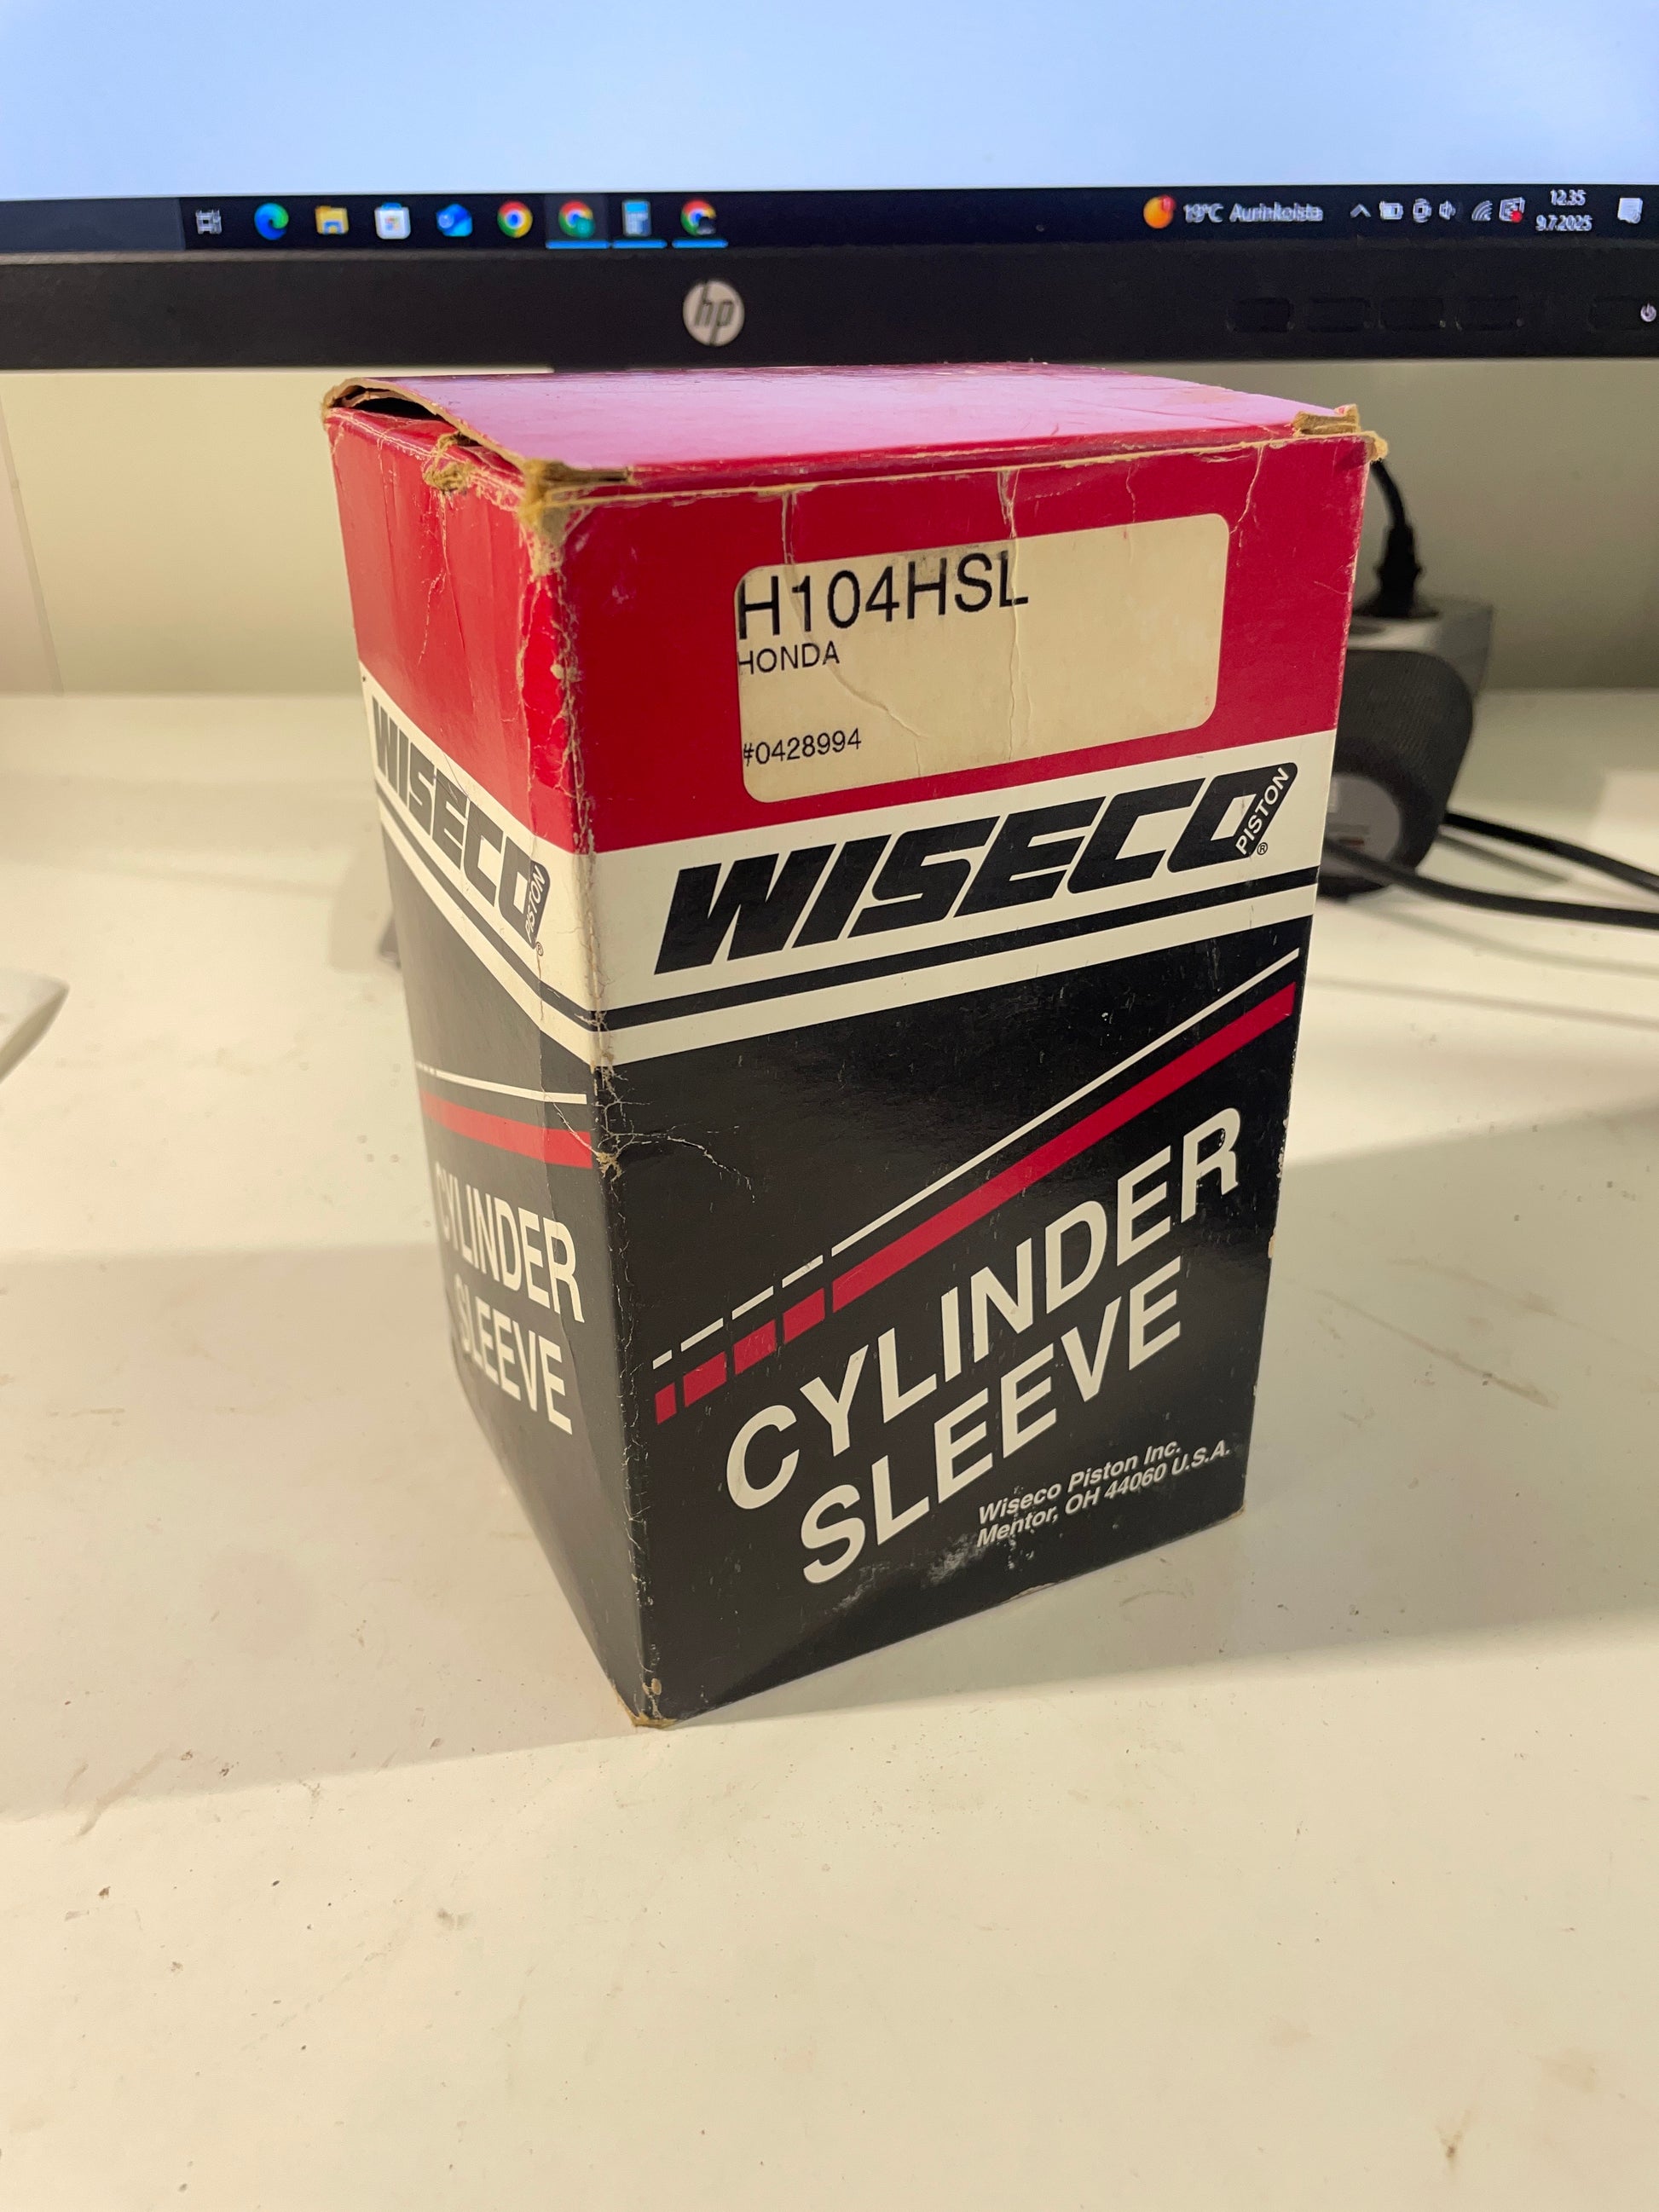 19°C Aurinkoista
12.35
9.7.2025
hp
H104HSL
HONDA
#0428994
WISECO
PISTON
®
CYLINDER
SLEEVE
Wiseco Piston Inc.
Mentor, OH 44060 U.S.A.
WISECO
PISTON
®
CYLINDER
SLEEVE